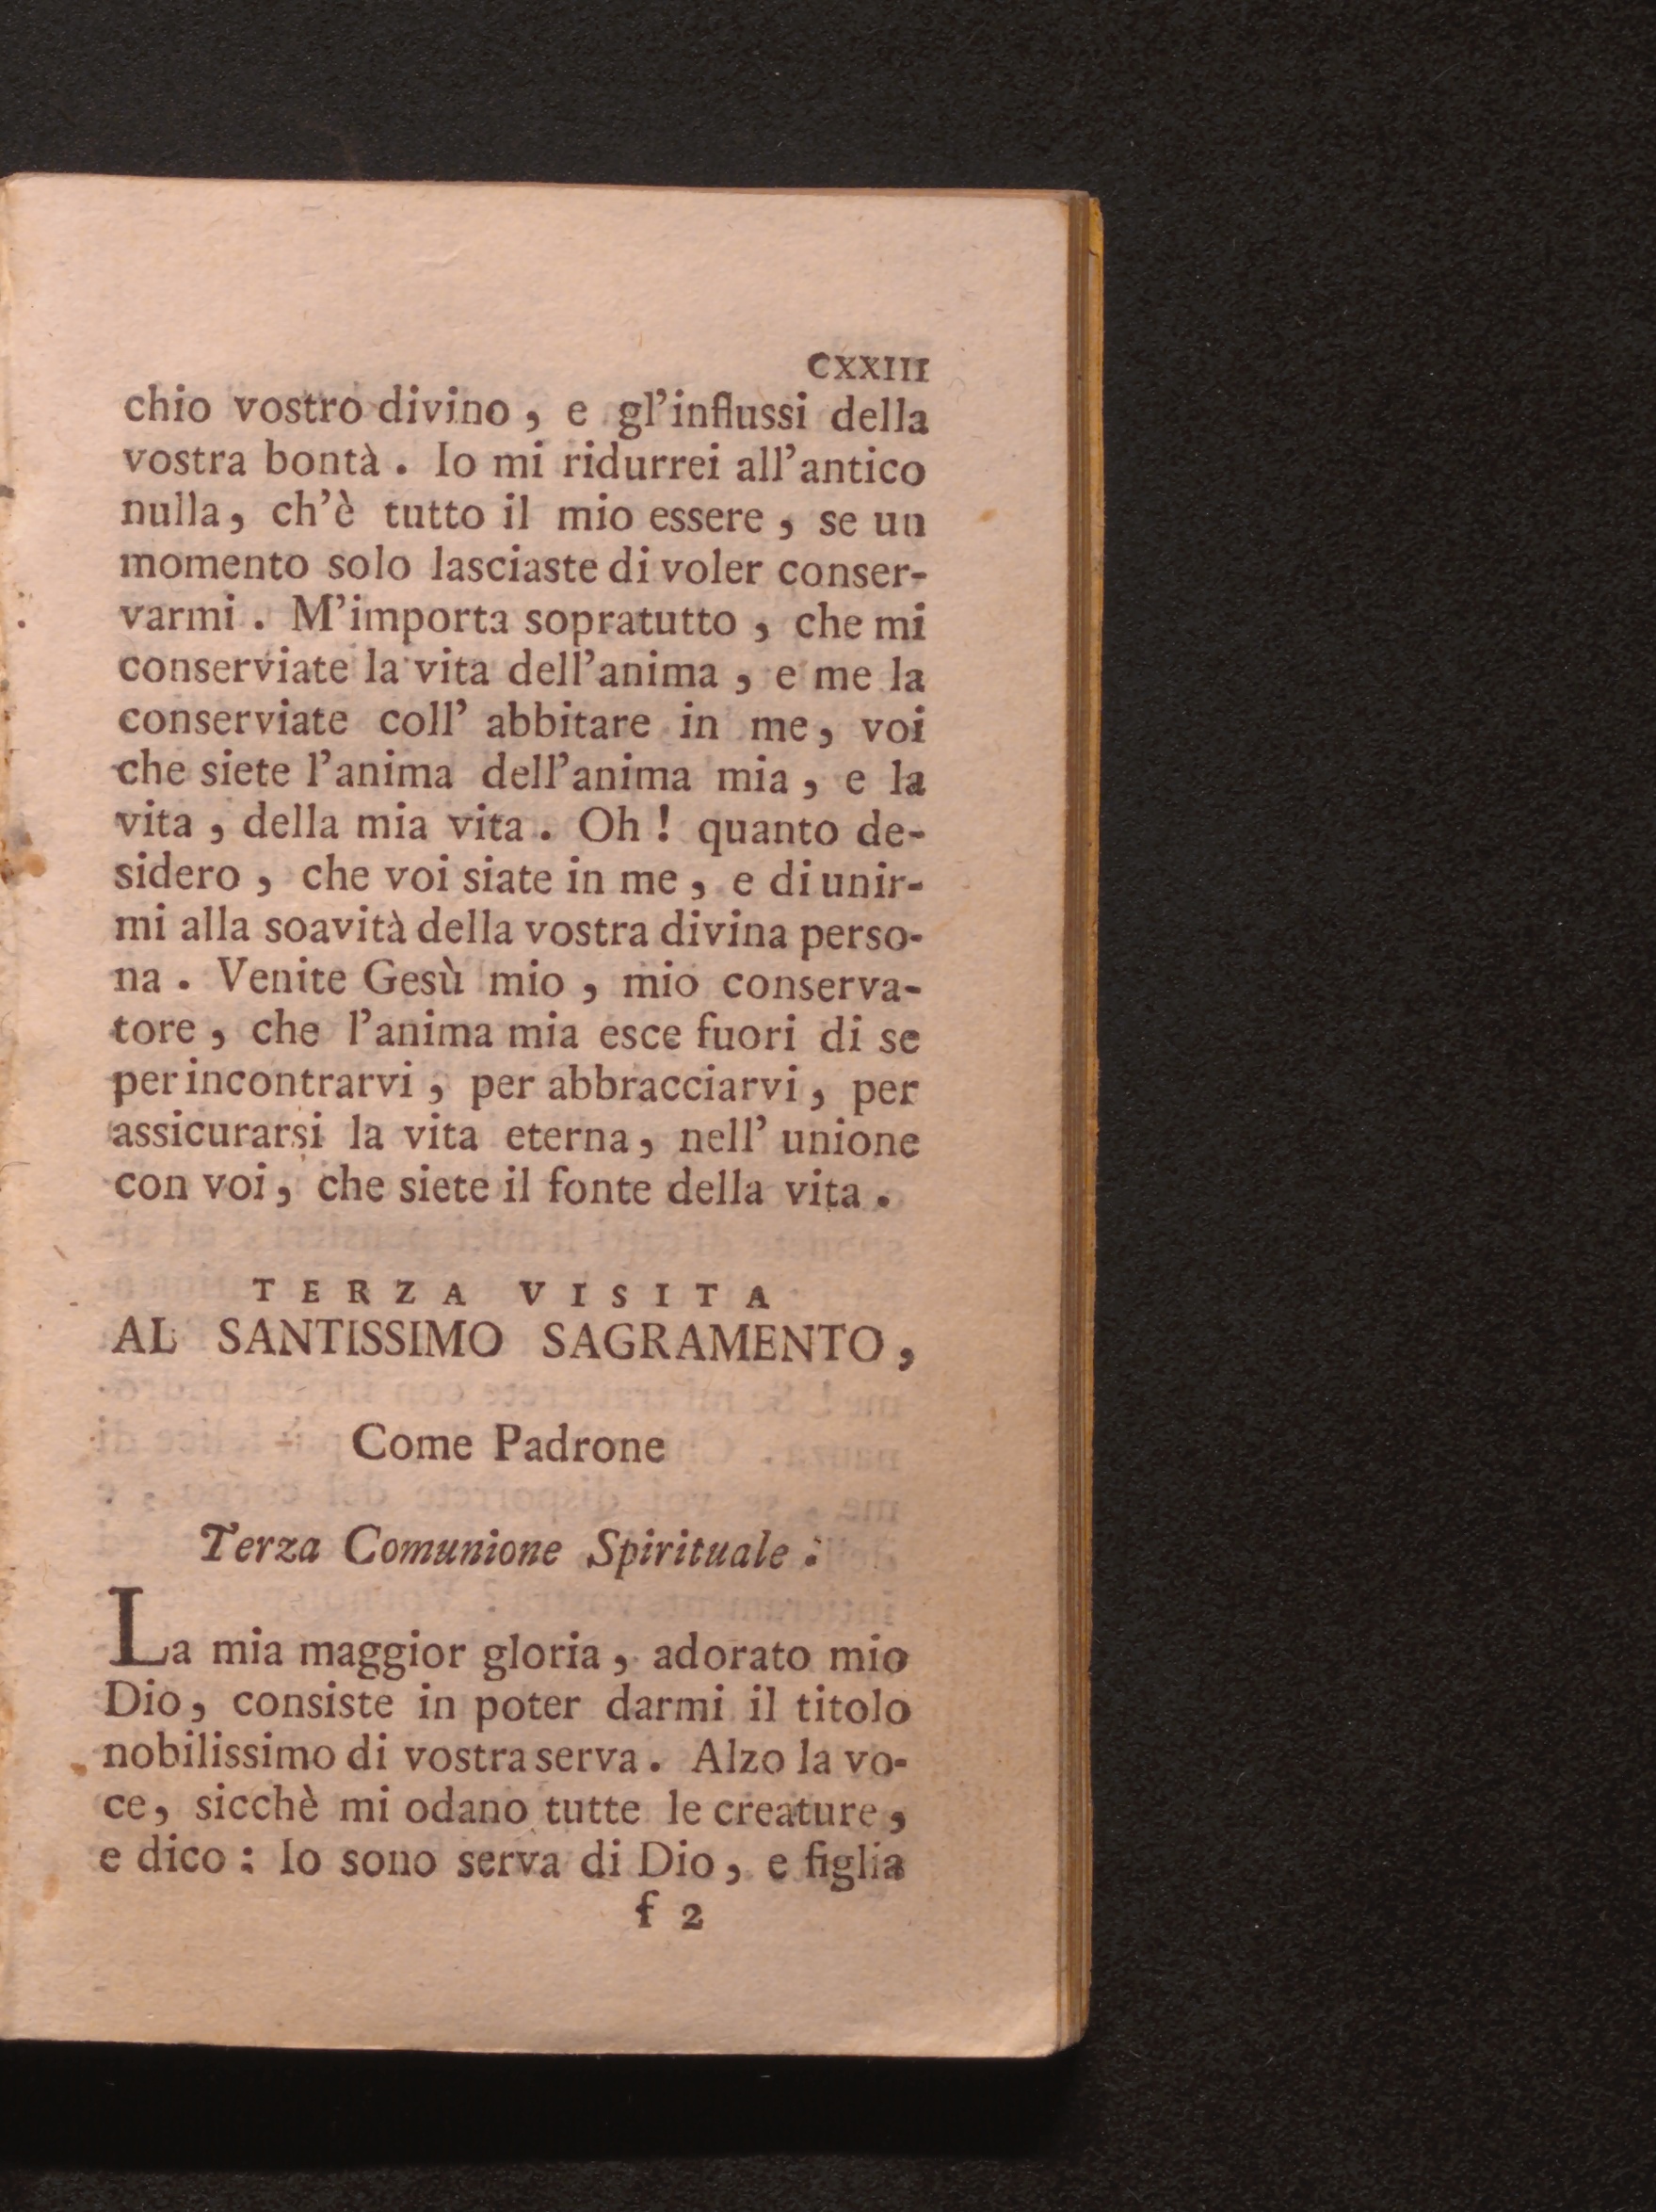 CXXIII
chio vostro divino, e gl'influssi della
vostra bontà. Io mi ridurrei all'antico
nulla, ch'è tutto il mio essere, se un
momento solo lasciaste di voler conser-
varmi. M'importa sopratutto, che mi
conserviate la vita dell'anima, e me la
conserviate coll' abbitare in me, voi
che siete l'anima dell'anima mia, e la
vita, della mia vita. Oh! quanto de-
sidero, che voi siate in me, e di unir-
mi alla soavità della vostra divina perso-
na. Venite Gesù mio, mio conserva-
tore, che l'anima mia esce fuori di se
per incontrarvi, per abbracciarvi, per
assicurarsi la vita eterna, nell' unione
con voi, che siete il fonte della vita.
TERZA VISITA
AL SANTISSIMO SAGRAMENTO,
Come Padrone
Terza Comunione Spirituale.
La mia maggior gloria, adorato mio
Dio, consiste in poter darmi il titolo
nobilissimo di vostra serva. Alzo la vo-
ce, sicchè mi odano tutte le creature,
e dico: Io sono serva di Dio, e figlia
f 2